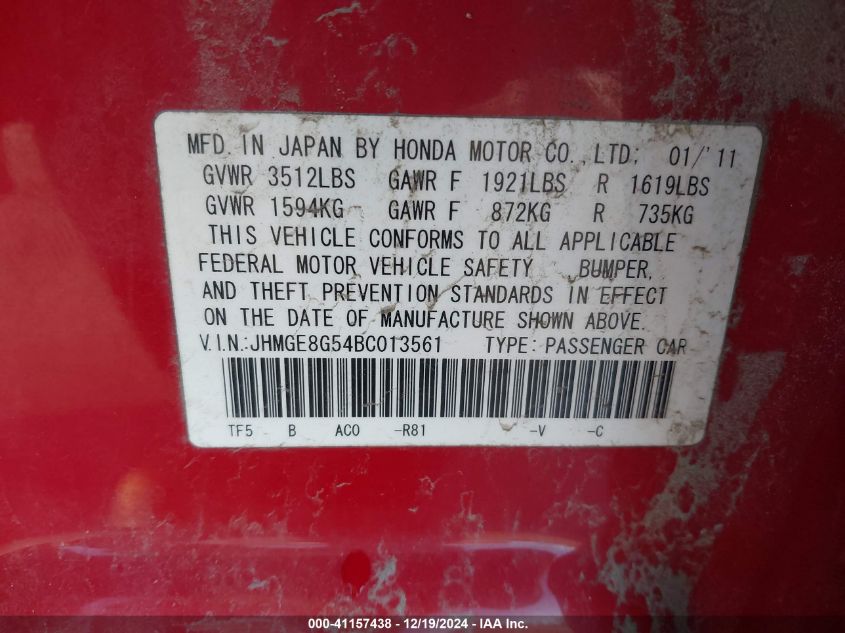 MFD. IN JAPAN BY HONDA MOTOR CO., LTD; 01/'11
GVWR 3512LBS GAWR F 1921LBS R 1619LBS
GVWR 1594KG GAWR F 872KG R 735KG
THIS VEHICLE CONFORMS TO ALL APPLICABLE
FEDERAL MOTOR VEHICLE SAFETY , BUMPER,
AND THEFT PREVENTION STANDARDS IN EFFECT
ON THE DATE OF MANUFACTURE SHOWN ABOVE.
V.I.N.:JHMGE8G54BC013561 TYPE:PASSENGER CAR
TF5 B ACO -R81 -V -C
000-41157438 - 12/19/2024 - IAA Inc.